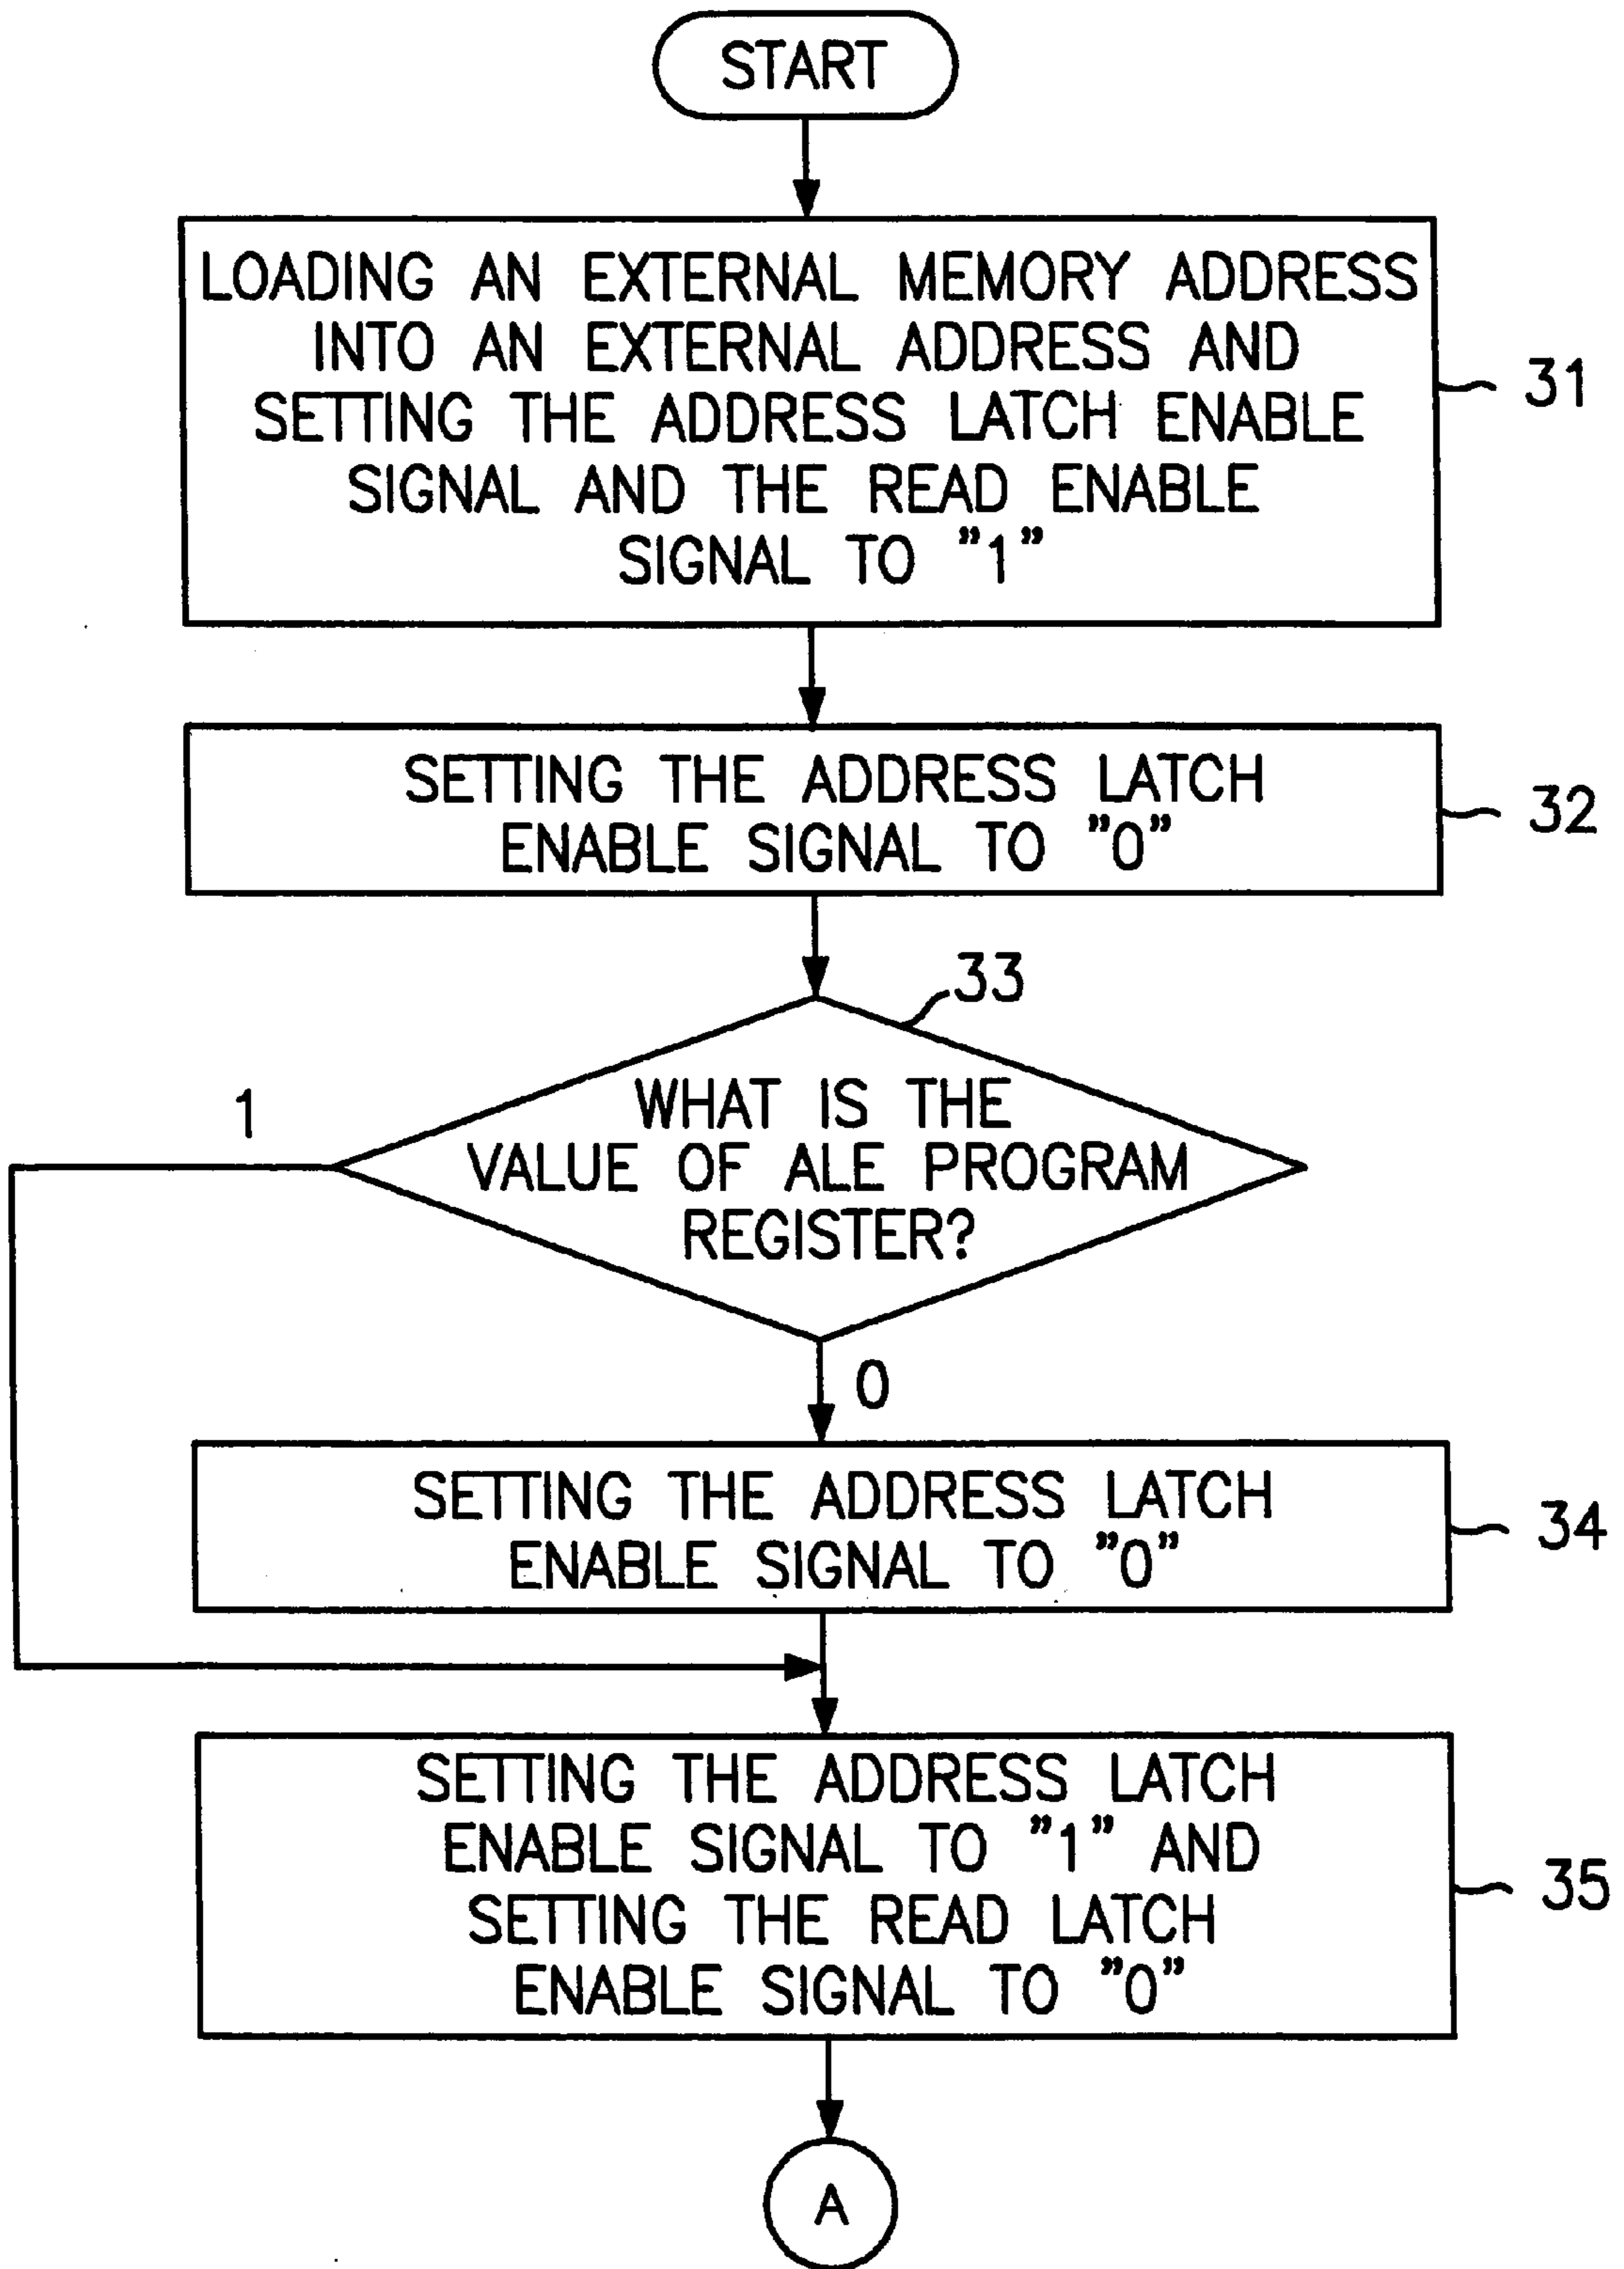 START
LOADING AN EXTERNAL MEMORY ADDRESS
INTO AN EXTERNAL ADDRESS AND
SETTING THE ADDRESS LATCH ENABLE
SIGNAL AND THE READ ENABLE
SIGNAL TO ”1”
31
SETTING THE ADDRESS LATCH
ENABLE SIGNAL TO ”0”
32
33
WHAT IS THE
VALUE OF ALE PROGRAM
REGISTER?
1
0
SETTING THE ADDRESS LATCH
ENABLE SIGNAL TO ”0”
34
SETTING THE ADDRESS LATCH
ENABLE SIGNAL TO ”1” AND
SETTING THE READ LATCH
ENABLE SIGNAL TO ”0”
35
A